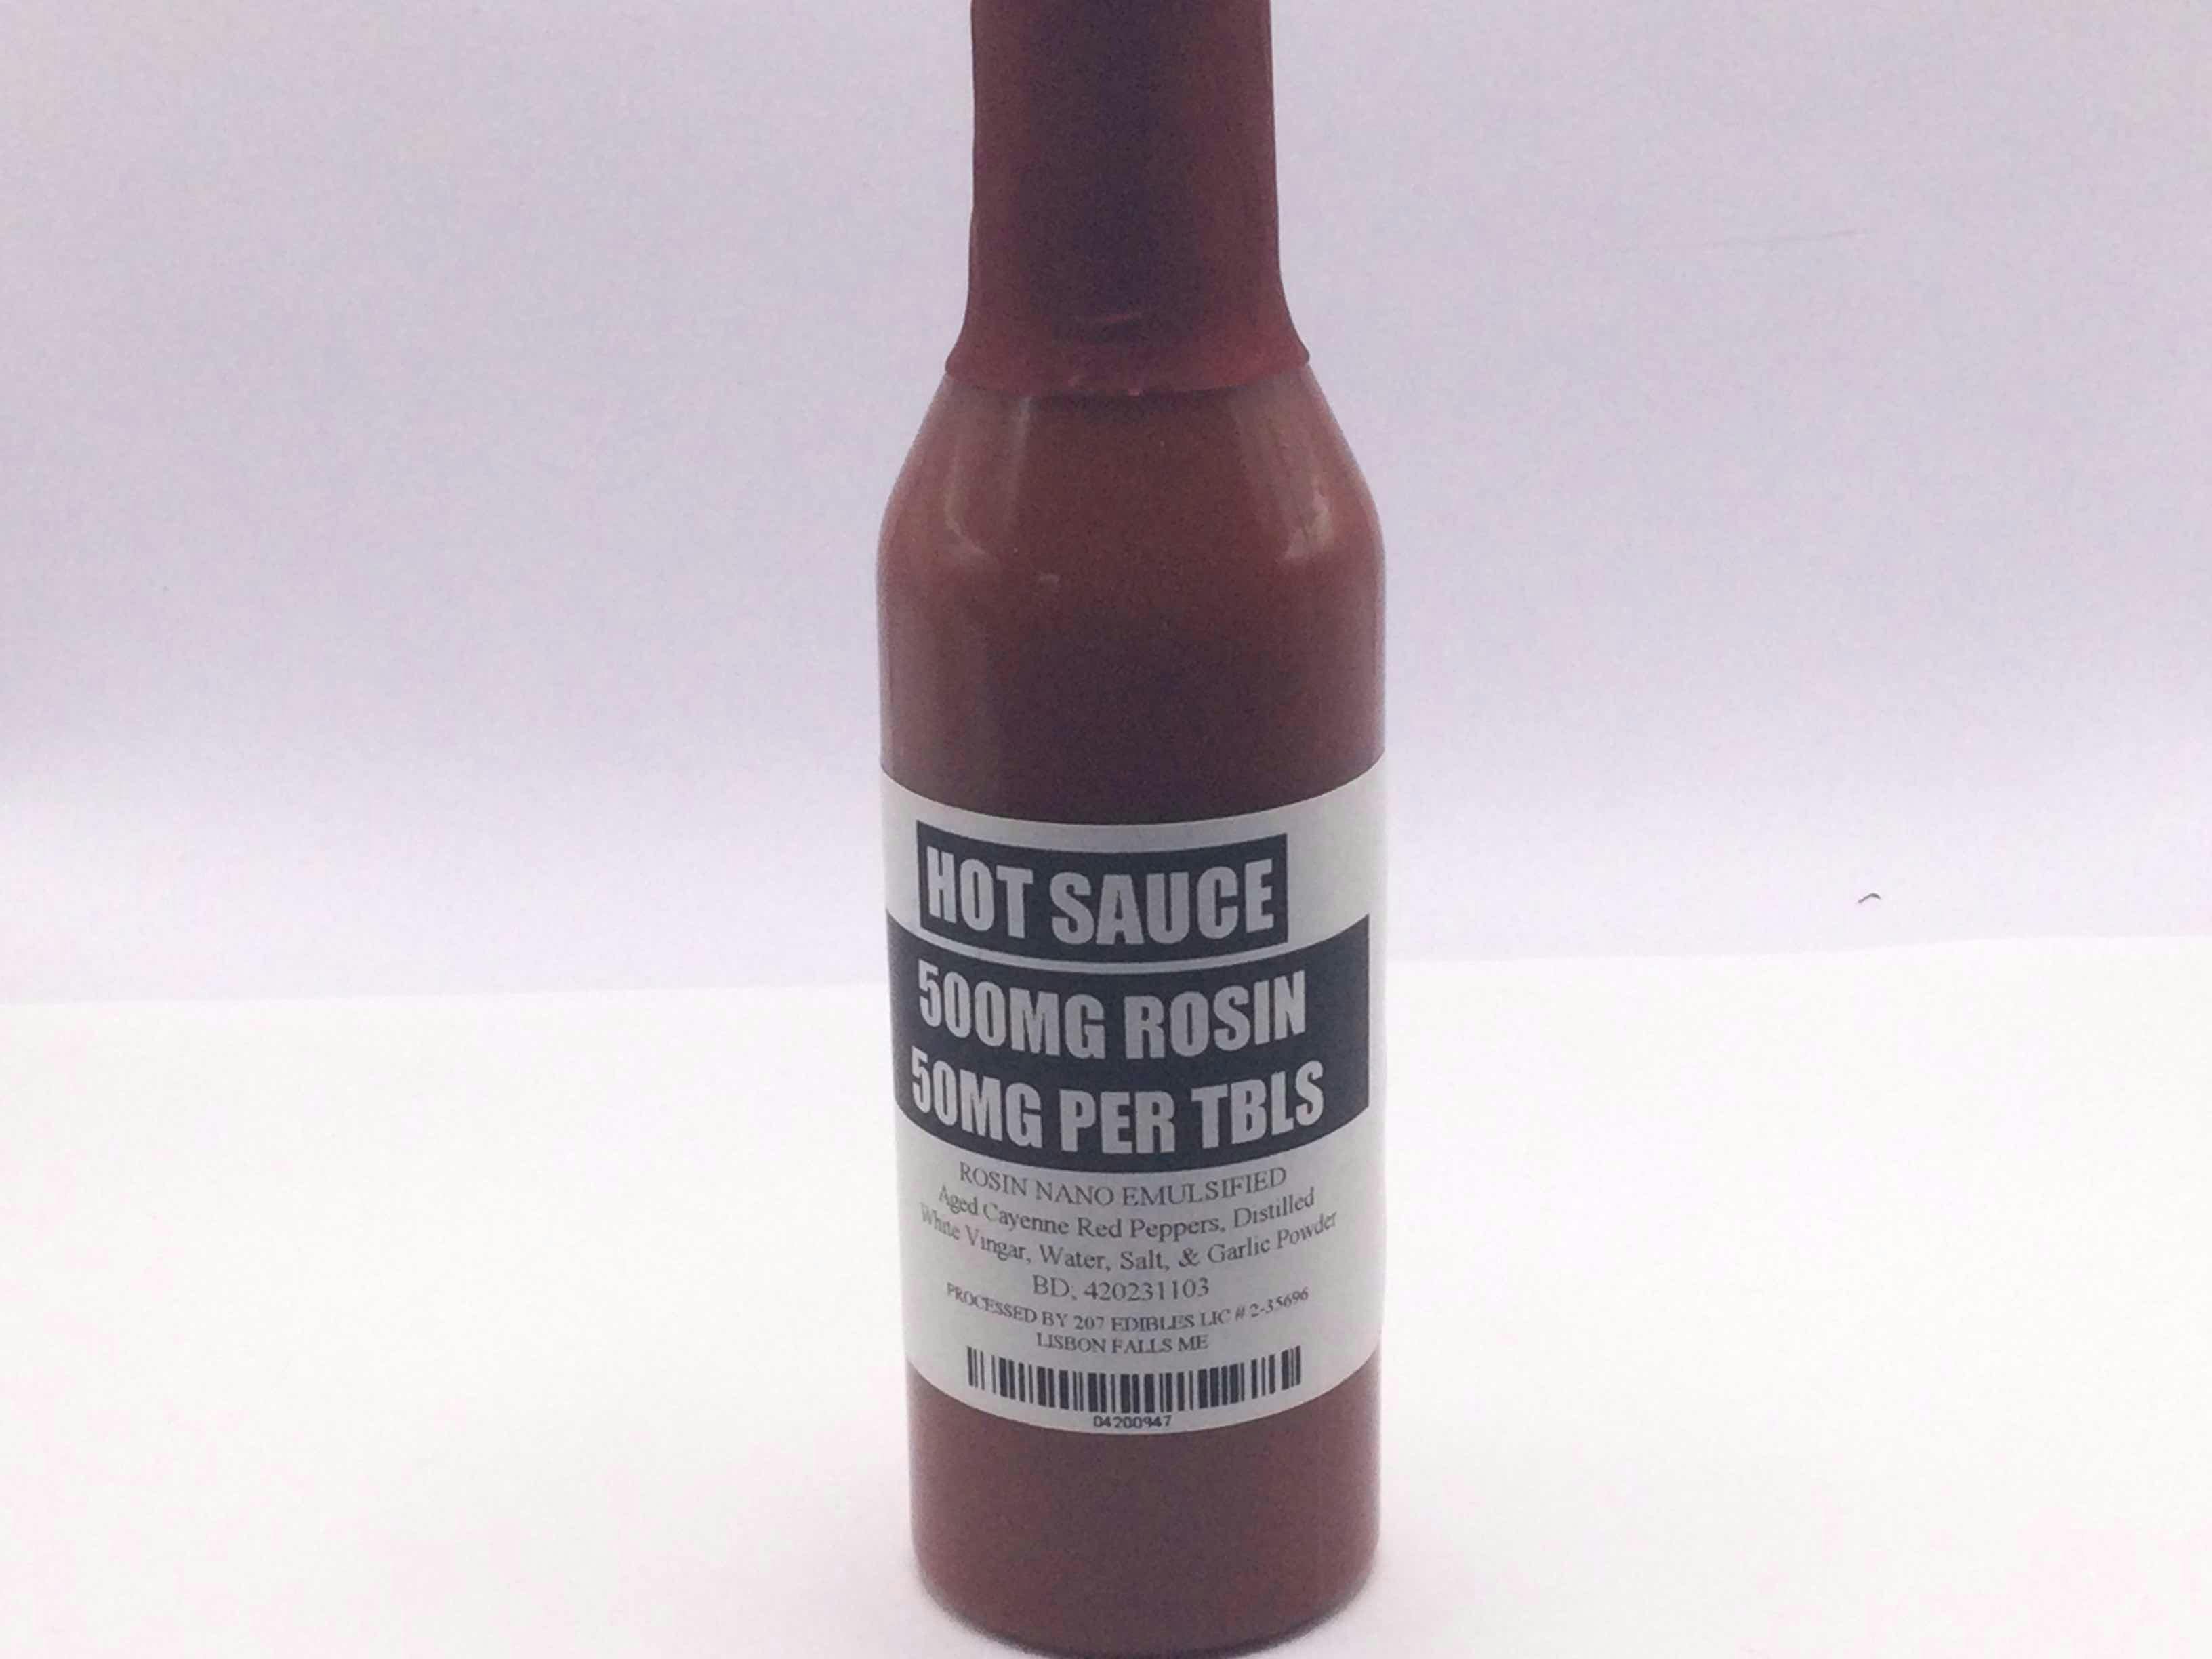 HOT SAUCE
500MG ROSIN
50MG PER TBLS
ROSIN NANO EMULSIFIED
Aged Cayenne Red Peppers, Distilled
White Vingar, Water, Salt, & Garlic Powder
BD; 420231103
PROCESSED BY 207 EDIBLES LIC # 2-35696
LISBON FALLS ME
04200947